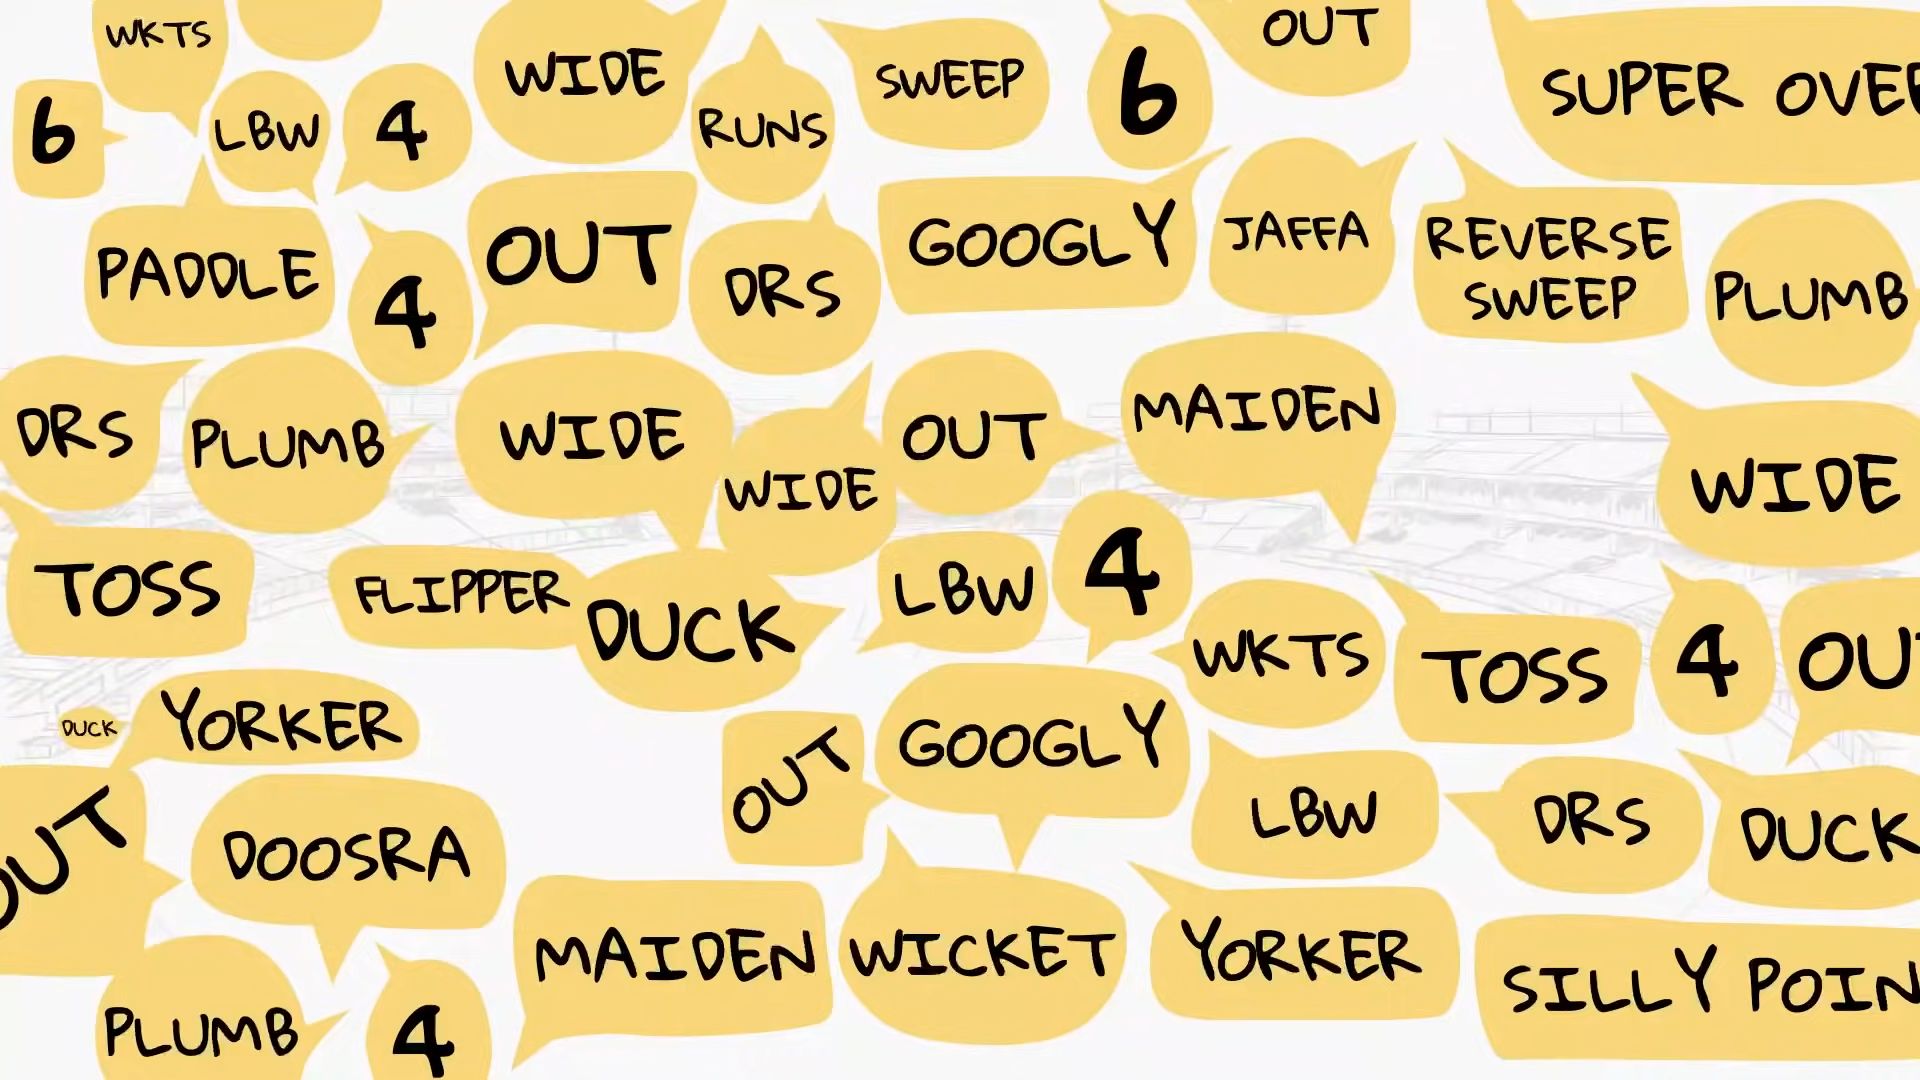 WKTS
WIDE
SWEEP
6
OUT
SUPER OVE
6
LBW
4
RUNS
PADDLE
4
OUT
DRS
GOOGLY
JAFFA
REVERSE
SWEEP
PLUMB
DRS
PLUMB
WIDE
WIDE
OUT
MAIDEN
WIDE
TOSS
FLIPPER
DUCK
LBW
4
WKTS
TOSS
4
OUT
DUCK
YORKER
OUT
GOOGLY
LBW
DRS
DUCK
OUT
DOOSRA
MAIDEN
WICKET
YORKER
SILLY POIN
PLUMB
4